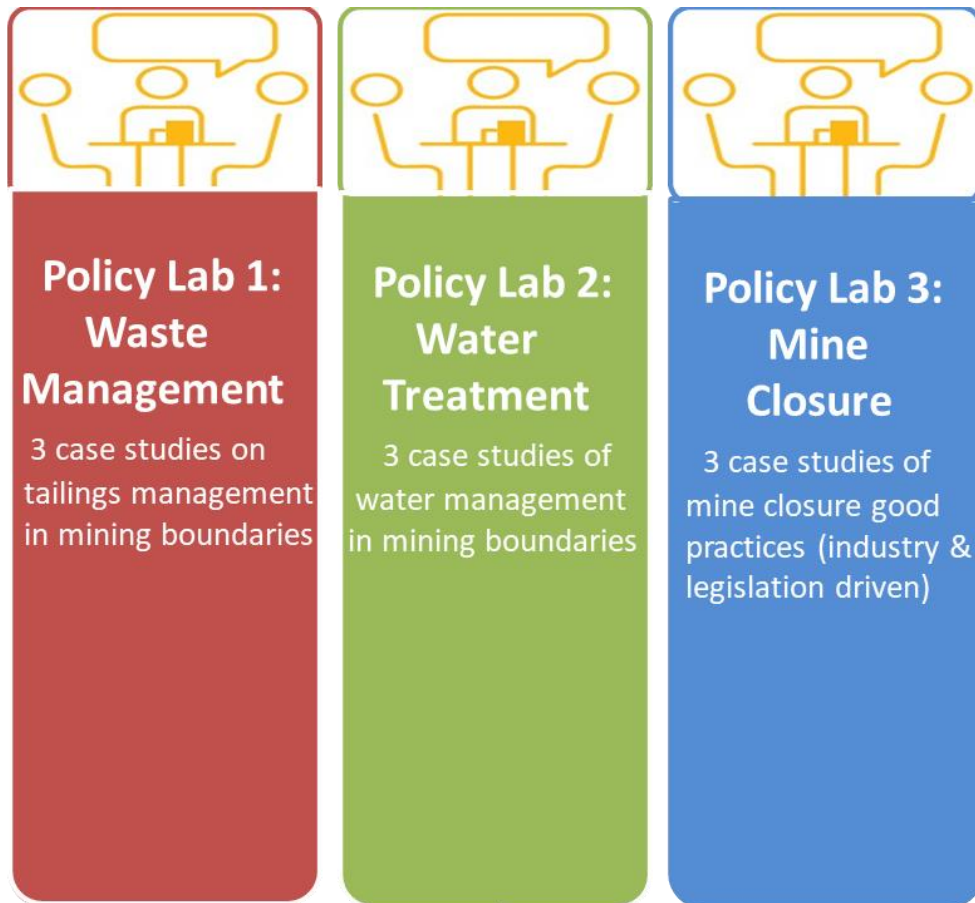 Policy Lab 1:
Waste
Management
3 case studies on
tailings management
in mining boundaries
Policy Lab 2:
Water
Treatment
3 case studies of
water management
in mining boundaries
Policy Lab 3:
Mine
Closure
3 case studies of
mine closure good
practices (industry &
legislation driven)